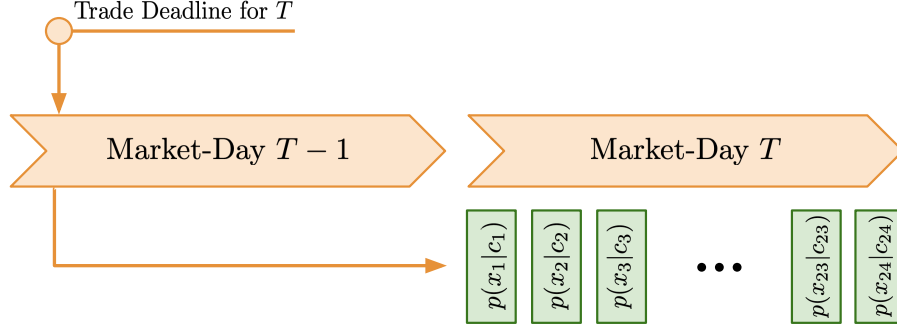 Trade Deadline for T
Market-Day T − 1
Market-Day T
p(x₁|c₁)
p(x₂|c₂)
p(x₃|c₃)
•••
p(x₂₃|c₂₃)
p(x₂₄|c₂₄)